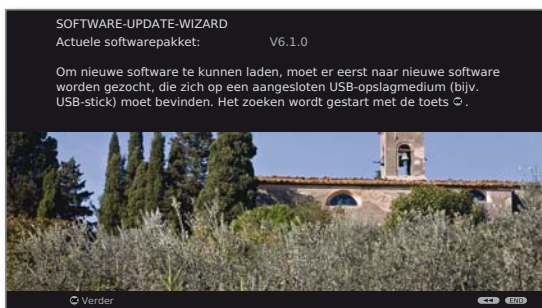 SOFTWARE-UPDATE-WIZARD
Actuele softwarepakket: V6.1.0
Om nieuwe software te kunnen laden, moet er eerst naar nieuwe software
worden gezocht, die zich op een aangesloten USB-opslagmedium (bijv.
USB-stick) moet bevinden. Het zoeken wordt gestart met de toets .
Verder END